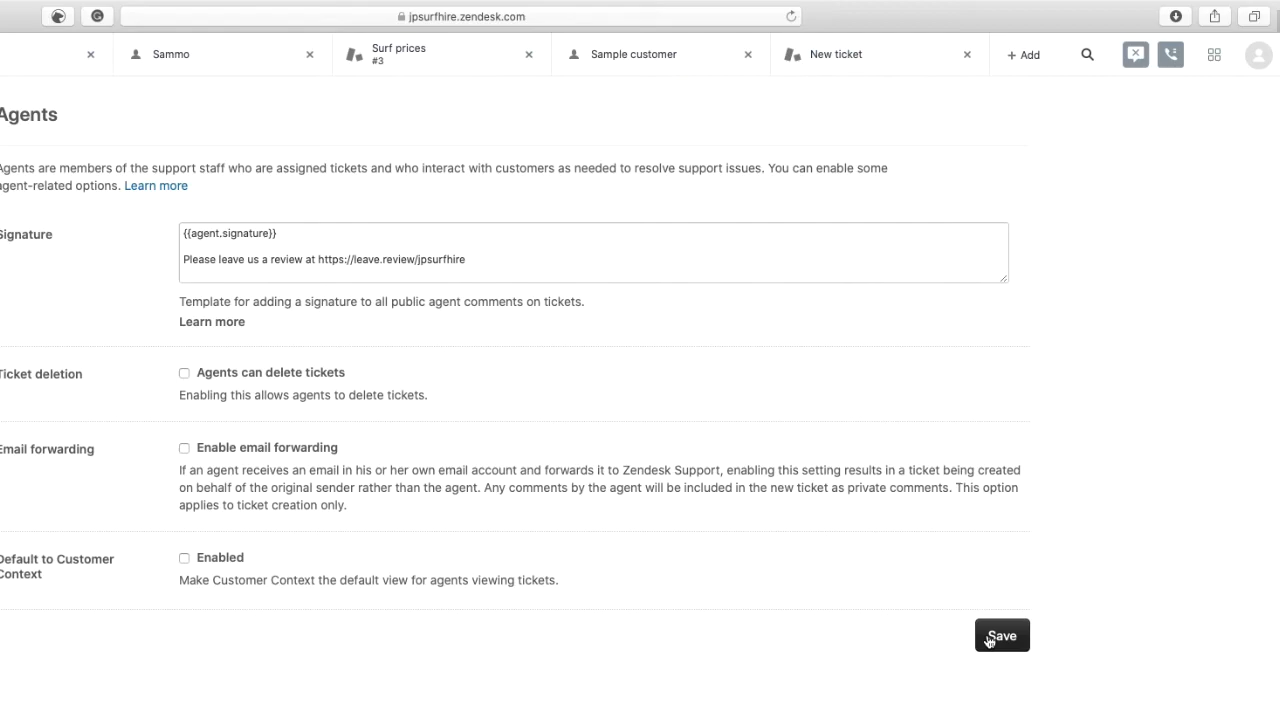 jpsurfhire.zendesk.com
Sammo
Surf prices
#3
Sample customer
New ticket
+ Add
Agents
Agents are members of the support staff who are assigned tickets and who interact with customers as needed to resolve support issues. You can enable some
agent-related options. Learn more
Signature
{{agent.signature}}
Please leave us a review at https://leave.review/jpsurfhire
Template for adding a signature to all public agent comments on tickets.
Learn more
Ticket deletion
Agents can delete tickets
Enabling this allows agents to delete tickets.
Email forwarding
Enable email forwarding
If an agent receives an email in his or her own email account and forwards it to Zendesk Support, enabling this setting results in a ticket being created
on behalf of the original sender rather than the agent. Any comments by the agent will be included in the new ticket as private comments. This option
applies to ticket creation only.
Default to Customer
Context
Enabled
Make Customer Context the default view for agents viewing tickets.
Save